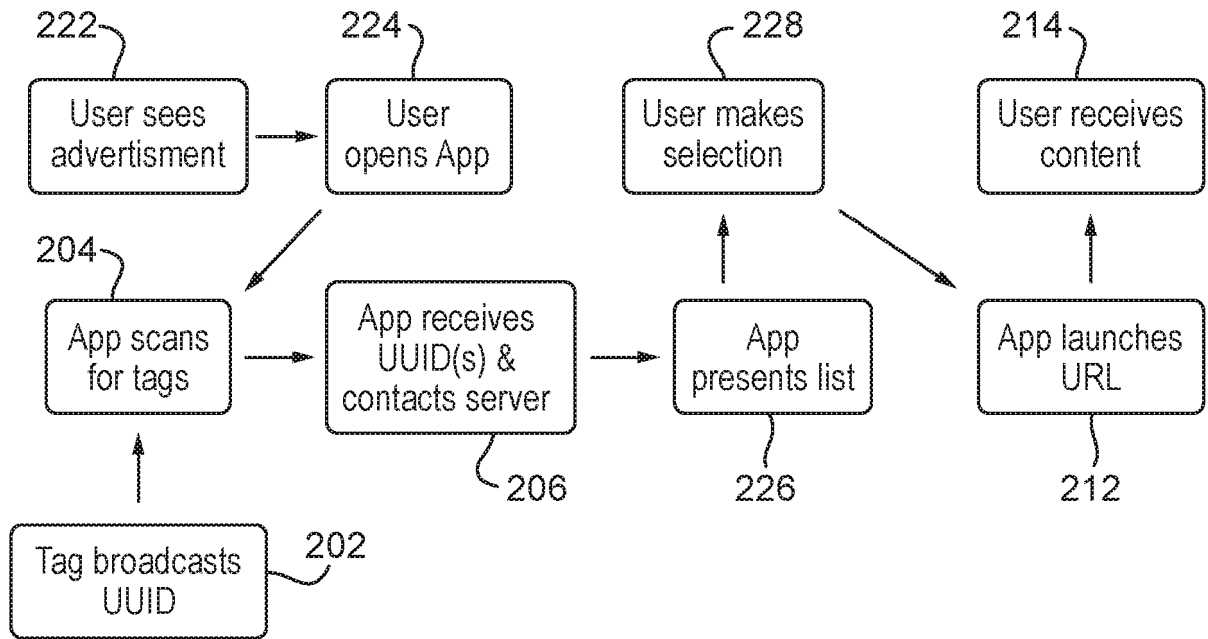 222
224
228
214
User sees
advertisment
User
opens App
User makes
selection
User receives
content
204
App scans
for tags
App receives
UUID(s) &
contacts server
App
presents list
App launches
URL
206
226
212
Tag broadcasts
UUID
202